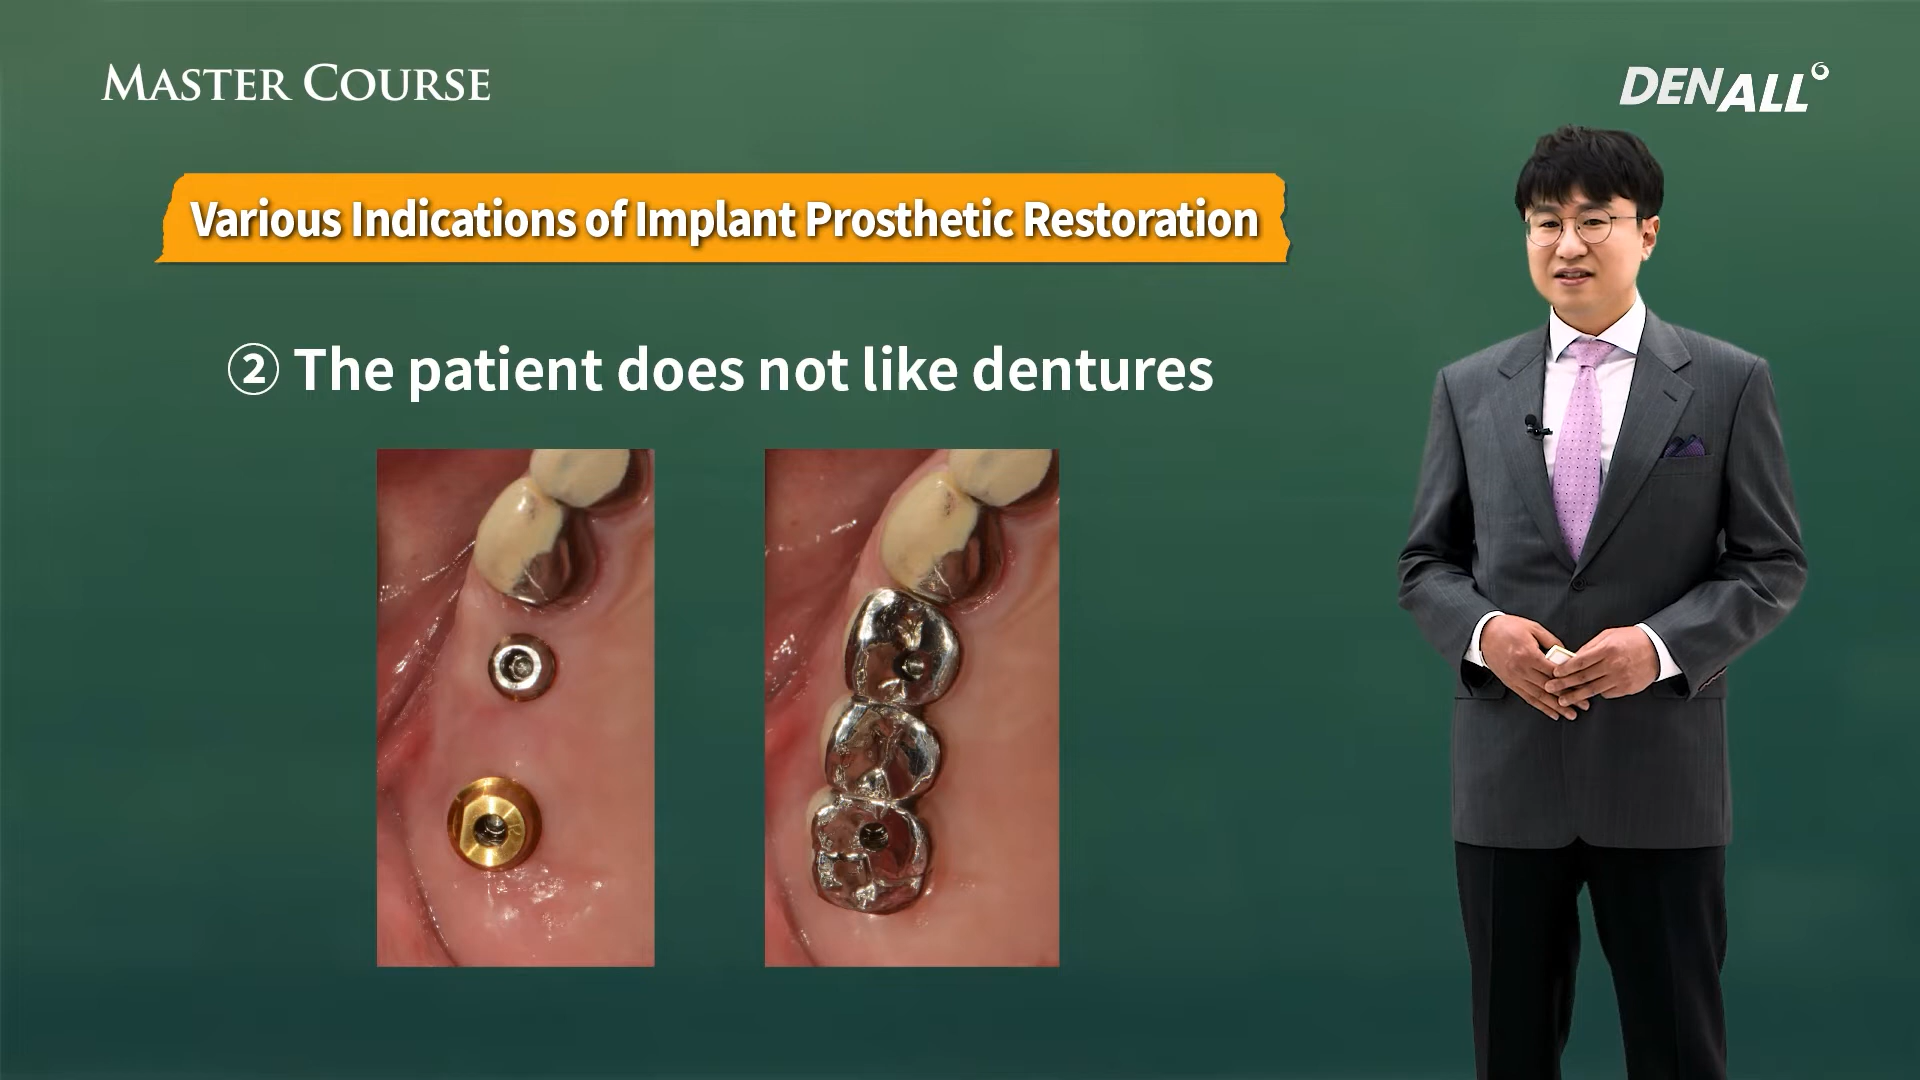 MASTER COURSE
DENALL
Various Indications of Implant Prosthetic Restoration
② The patient does not like dentures